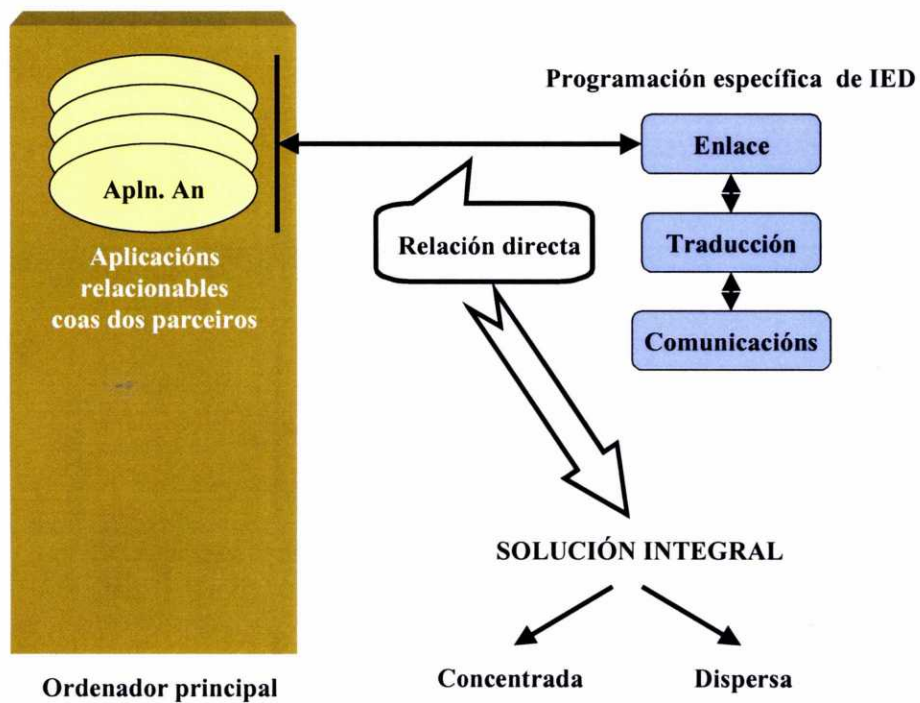 Apln. An
Aplicacións
relacionables
coas dos parceiros
Ordenador principal
Programación específica de IED
Enlace
Traducción
Comunicacións
Relación directa
SOLUCIÓN INTEGRAL
Concentrada
Dispersa